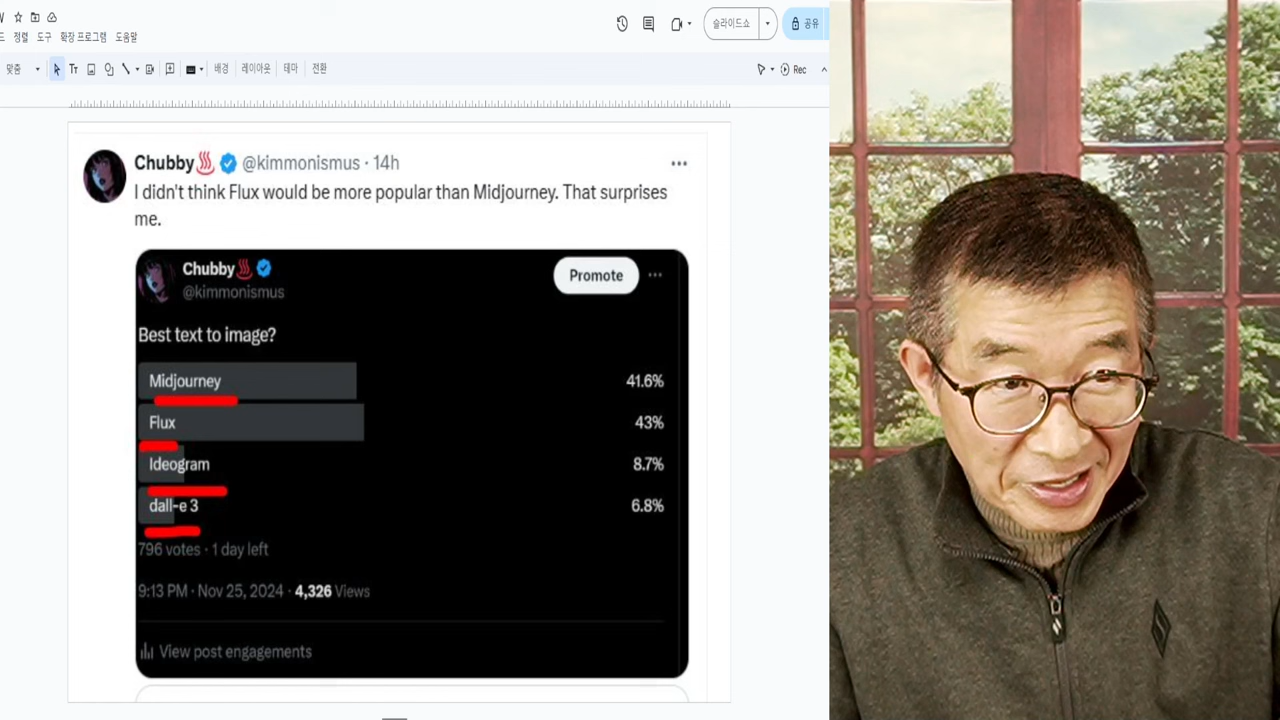 정렬 도구 확장 프로그램 도움말
슬라이드쇼
공유
맞춤
Tт
배경 레이아웃 테마 전환
Rec
Chubby @kimmonismus · 14h
I didn't think Flux would be more popular than Midjourney. That surprises
me.
Chubby
@kimmonismus
Promote
Best text to image?
Midjourney 41.6%
Flux 43%
Ideogram 8.7%
dall-e 3 6.8%
796 votes · 1 day left
9:13 PM · Nov 25, 2024 · 4,326 Views
View post engagements